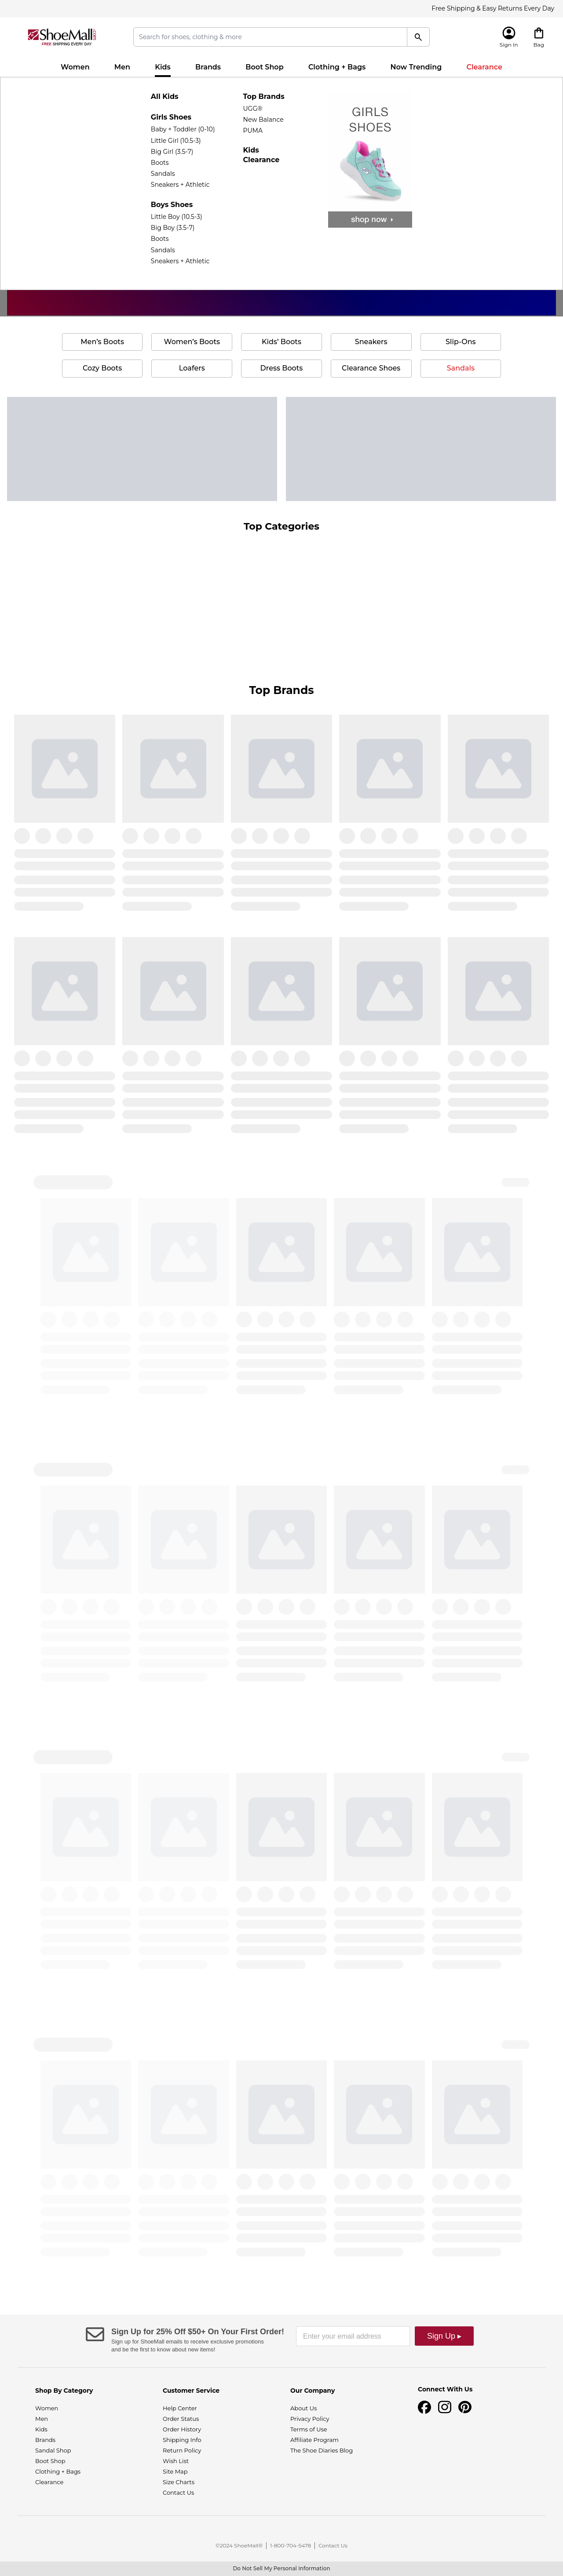 Free Shipping & Easy Returns Every Day
ShoeMall
FREE SHIPPING EVERY DAY
Search for shoes, clothing & more
Sign In
Bag
Women
Men
Kids
Brands
Boot Shop
Clothing + Bags
Now Trending
Clearance
All Kids
Girls Shoes
Baby + Toddler (0-10)
Little Girl (10.5-3)
Big Girl (3.5-7)
Boots
Sandals
Sneakers + Athletic
Boys Shoes
Little Boy (10.5-3)
Big Boy (3.5-7)
Boots
Sandals
Sneakers + Athletic
Top Brands
UGG®
New Balance
PUMA
Kids
Clearance
GIRLS
SHOES
shop now
Men's Boots
Women's Boots
Kids' Boots
Sneakers
Slip-Ons
Cozy Boots
Loafers
Dress Boots
Clearance Shoes
Sandals
Top Categories
Top Brands
Sign Up for 25% Off $50+ On Your First Order!
Sign up for ShoeMall emails to receive exclusive promotions
and be the first to know about new items!
Enter your email address
Sign Up ▸
Shop By Category
Women
Men
Kids
Brands
Sandal Shop
Boot Shop
Clothing + Bags
Clearance
Customer Service
Help Center
Order Status
Order History
Shipping Info
Return Policy
Wish List
Site Map
Size Charts
Contact Us
Our Company
About Us
Privacy Policy
Terms of Use
Affiliate Program
The Shoe Diaries Blog
Connect With Us
©2024 ShoeMall® | 1-800-704-5478 | Contact Us
Do Not Sell My Personal Information